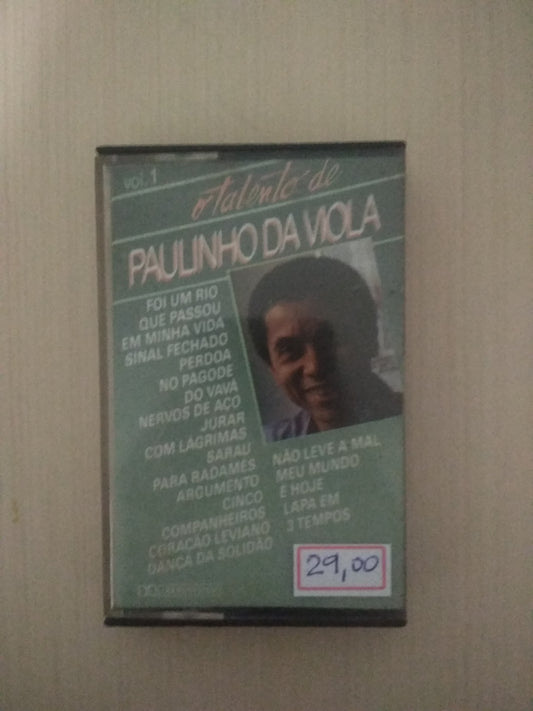 vol. 1
o talento de
PAULINHO DA VIOLA
FOI UM RIO
QUE PASSOU
EM MINHA VIDA
SINAL FECHADO
PERDOA
NO PAGODE
DO VAVÁ
NERVOS DE AÇO
JURAR
COM LÁGRIMAS
SARAU
PARA RADAMÉS
ARGUMENTO
CINCO
COMPANHEIROS
CORAÇÃO LEVIANO
DANÇA DA SOLIDÃO
NÃO LEVE A MAL
MEU MUNDO
É HOJE
LAPA EM
3 TEMPOS
29,00